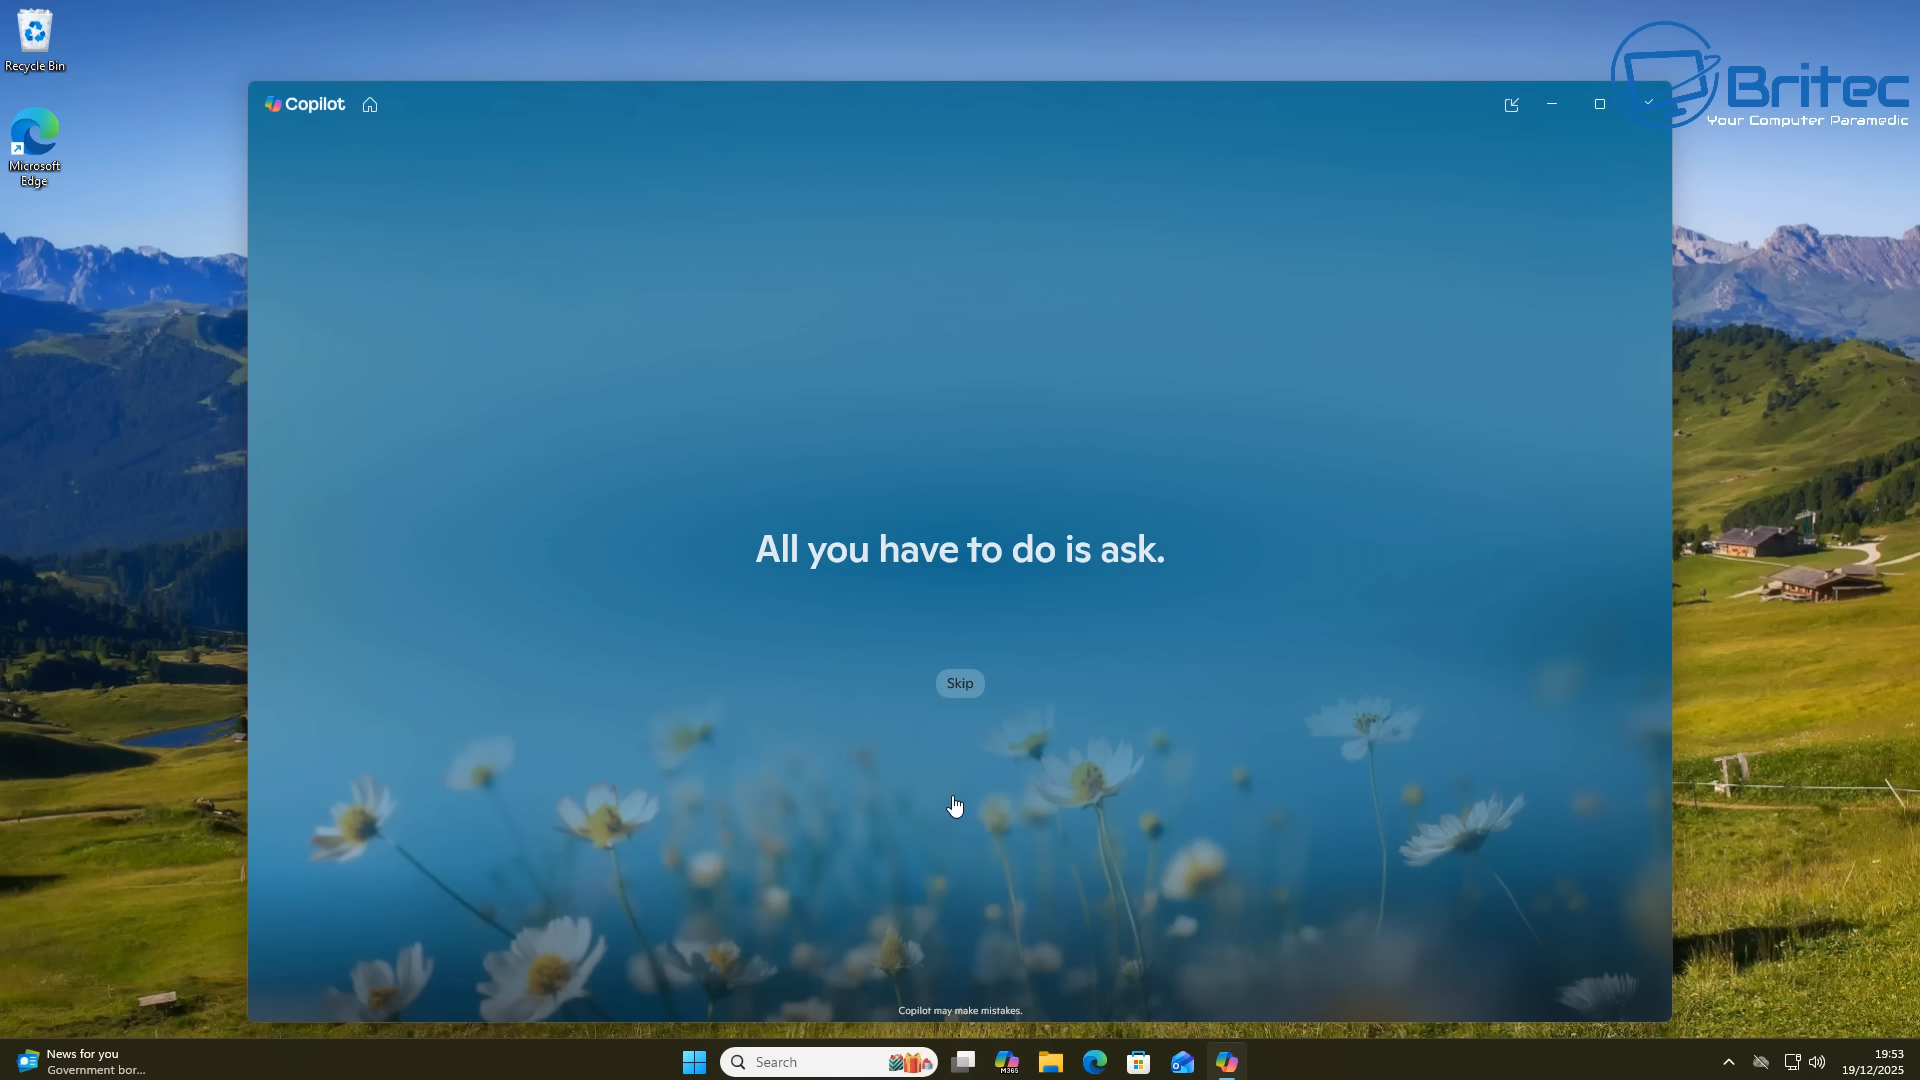 Recycle Bin
Microsoft
Edge
Copilot
Britec
Your Computer Paramedic
All you have to do is ask.
Skip
Copilot may make mistakes.
News for you
Government bor...
Search
M365
19:53
19/12/2025